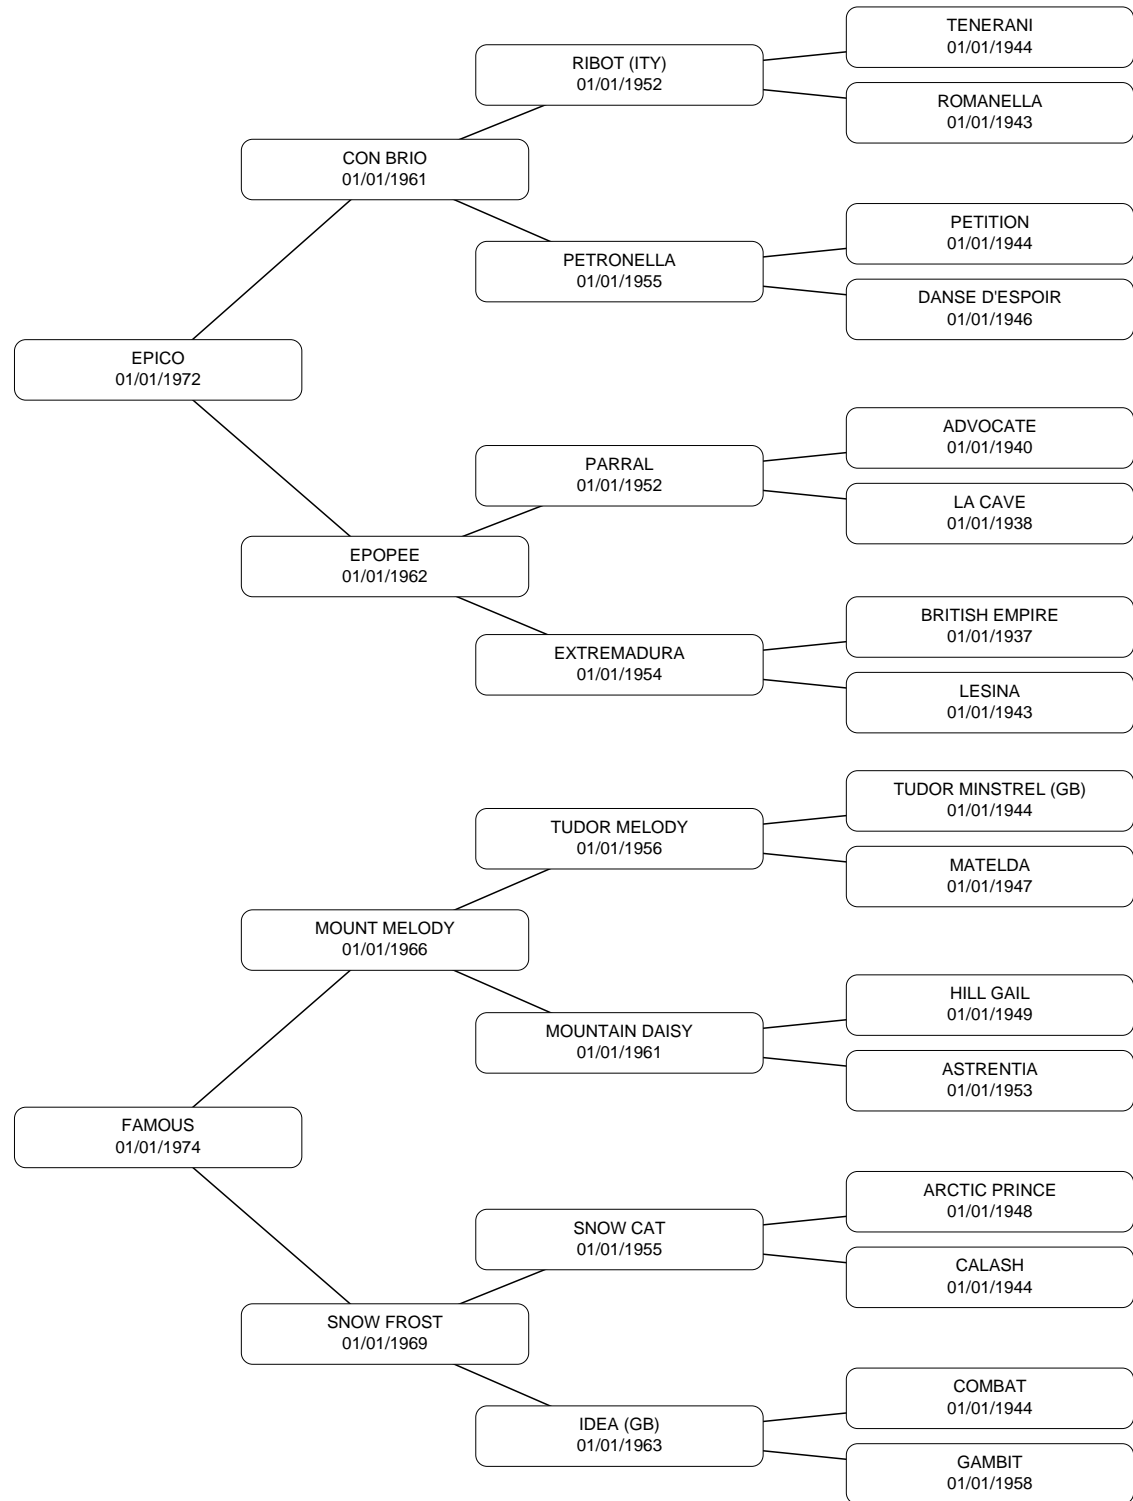 TENERANI
01/01/1944
RIBOT (ITY)
01/01/1952
ROMANELLA
01/01/1943
CON BRIO
01/01/1961
PETITION
01/01/1944
PETRONELLA
01/01/1955
DANSE D'ESPOIR
01/01/1946
EPICO
01/01/1972
ADVOCATE
01/01/1940
PARRAL
01/01/1952
LA CAVE
01/01/1938
EPOPEE
01/01/1962
BRITISH EMPIRE
01/01/1937
EXTREMADURA
01/01/1954
LESINA
01/01/1943
TUDOR MINSTREL (GB)
01/01/1944
TUDOR MELODY
01/01/1956
MATELDA
01/01/1947
MOUNT MELODY
01/01/1966
HILL GAIL
01/01/1949
MOUNTAIN DAISY
01/01/1961
ASTRENTIA
01/01/1953
FAMOUS
01/01/1974
ARCTIC PRINCE
01/01/1948
SNOW CAT
01/01/1955
CALASH
01/01/1944
SNOW FROST
01/01/1969
COMBAT
01/01/1944
IDEA (GB)
01/01/1963
GAMBIT
01/01/1958